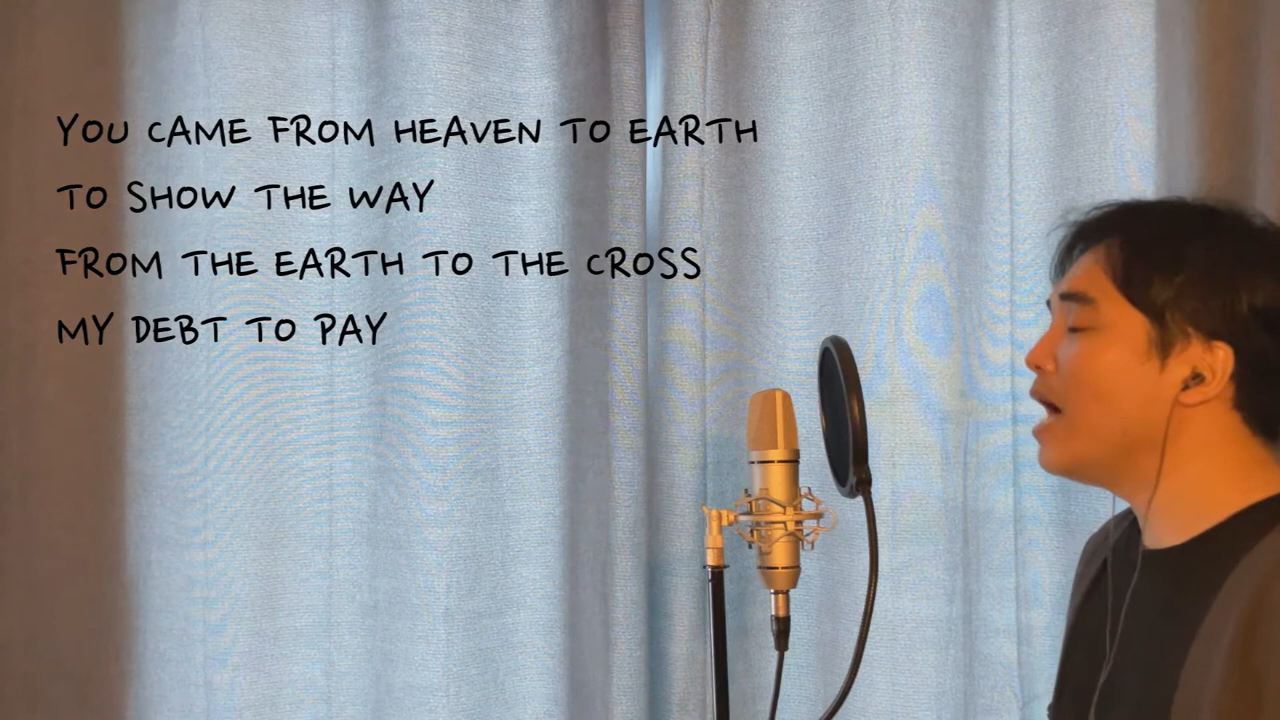 YOU CAME FROM HEAVEN TO EARTH
TO SHOW THE WAY
FROM THE EARTH TO THE CROSS
MY DEBT TO PAY